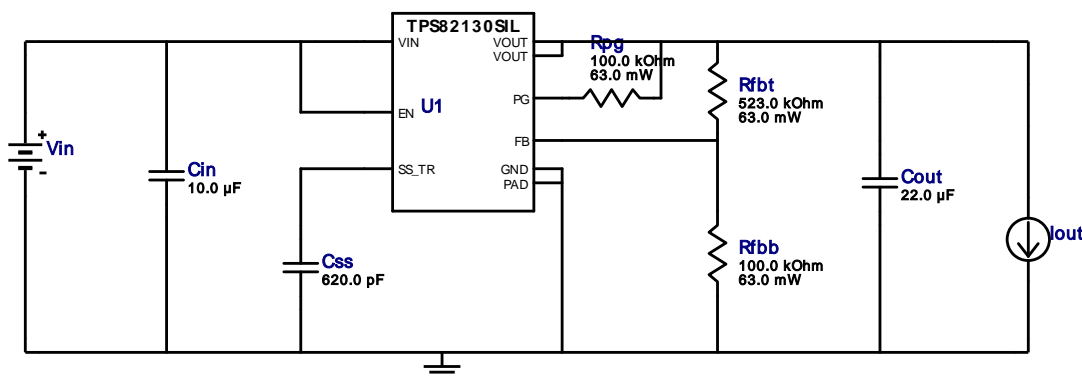 TPS82130SIL
VIN
VOUT
VOUT
Rpg
100.0 kOhm
63.0 mW
PG
EN
U1
FB
SS_TR
GND
PAD
Rfbt
523.0 kOhm
63.0 mW
+
Vin
-
Cin
10.0 µF
Cout
22.0 µF
Iout
Css
620.0 pF
Rfbb
100.0 kOhm
63.0 mW